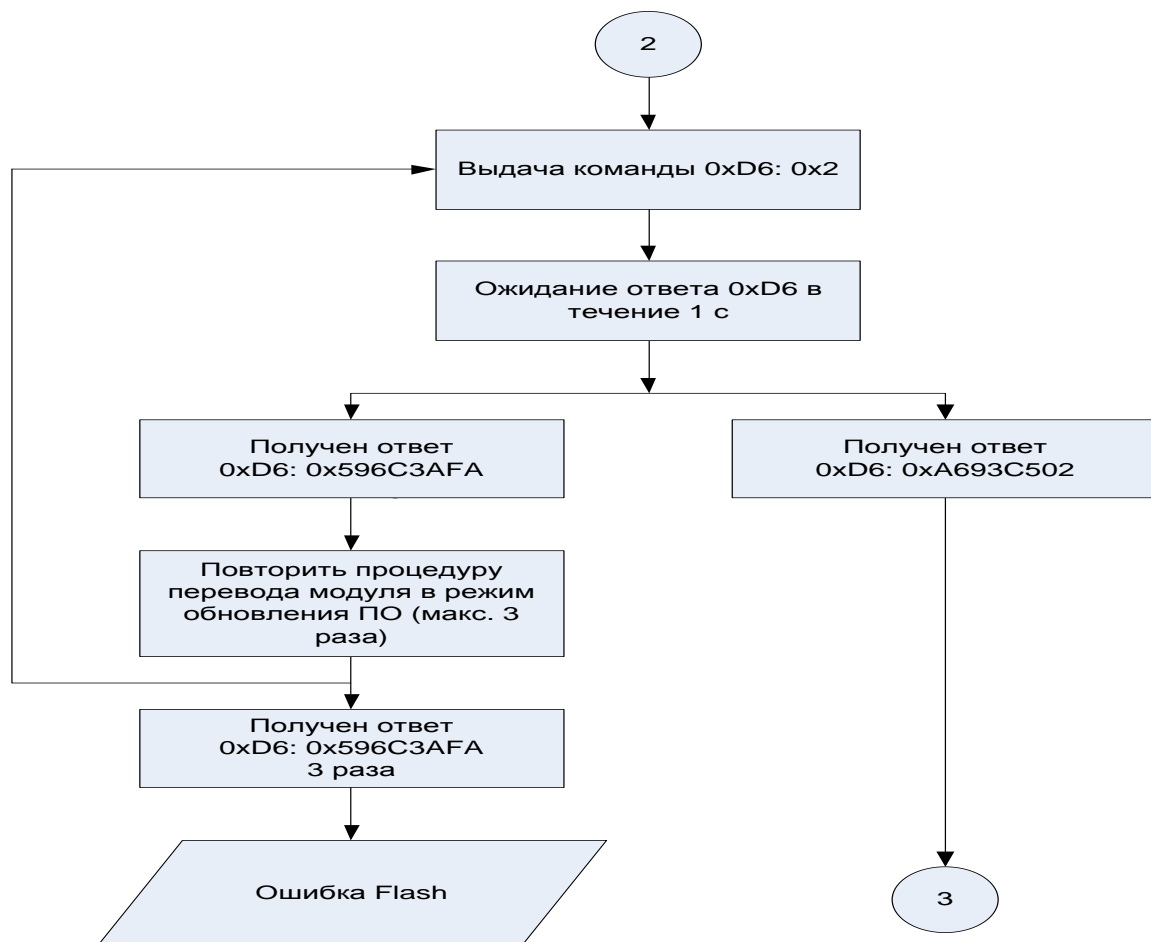 2
Выдача команды 0xD6: 0x2
Ожидание ответа 0xD6 в
течение 1 с
Получен ответ
0xD6: 0x596C3AFA
Получен ответ
0xD6: 0xA693C502
Повторить процедуру
перевода модуля в режим
обновления ПО (макс. 3
раза)
Получен ответ
0xD6: 0x596C3AFA
3 раза
Ошибка Flash
3